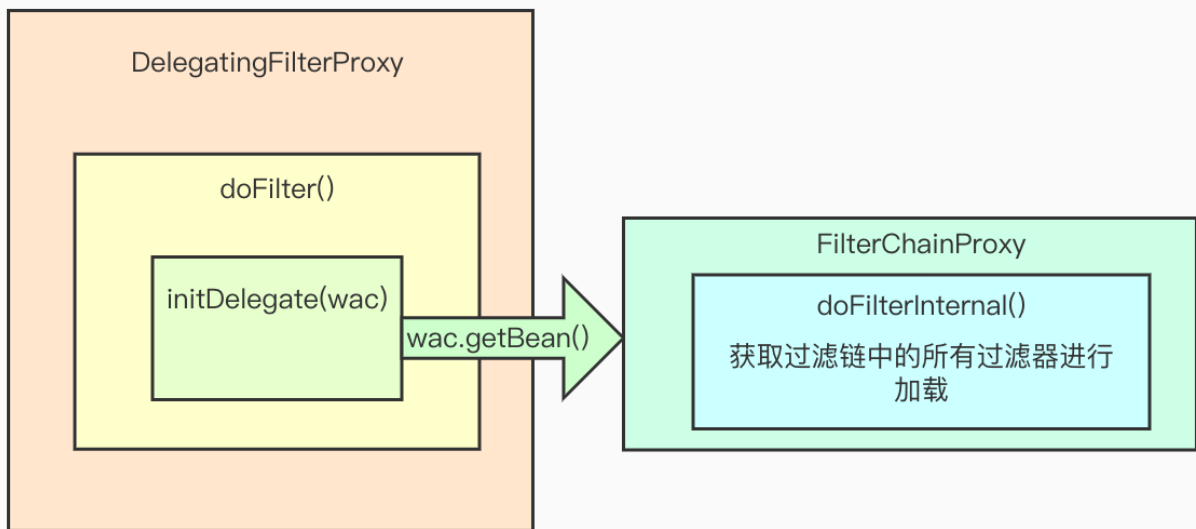 DelegatingFilterProxy
doFilter()
initDelegate(wac)
wac.getBean()
FilterChainProxy
doFilterInternal()
获取过滤链中的所有过滤器进行
加载